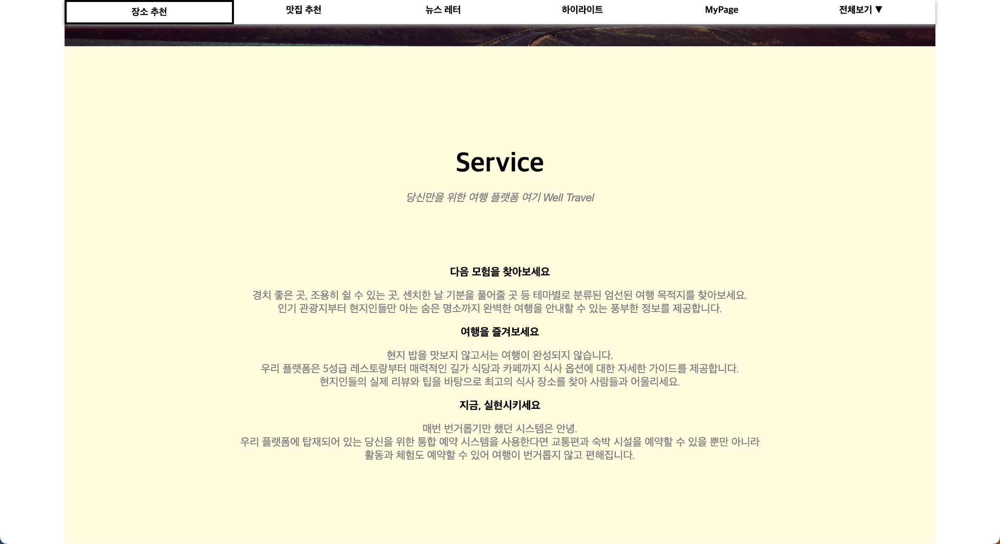 장소 추천
맛집 추천
뉴스 레터
하이라이트
MyPage
전체보기 ▼
Service
당신만을 위한 여행 플랫폼 여기 Well Travel
다음 모험을 찾아보세요
경치 좋은 곳, 조용히 쉴 수 있는 곳, 센치한 날 기분을 풀어줄 곳 등 테마별로 분류된 엄선된 여행 목적지를 찾아보세요.
인기 관광지부터 현지인들만 아는 숨은 명소까지 완벽한 여행을 안내할 수 있는 풍부한 정보를 제공합니다.
여행을 즐겨보세요
현지 밥을 맛보지 않고서는 여행이 완성되지 않습니다.
우리 플랫폼은 5성급 레스토랑부터 매력적인 길가 식당과 카페까지 식사 옵션에 대한 자세한 가이드를 제공합니다.
현지인들의 실제 리뷰와 팁을 바탕으로 최고의 식사 장소를 찾아 사람들과 어울리세요.
지금, 실현시키세요
매번 번거롭기만 했던 시스템은 안녕.
우리 플랫폼에 탑재되어 있는 당신을 위한 통합 예약 시스템을 사용한다면 교통편과 숙박 시설을 예약할 수 있을 뿐만 아니라
활동과 체험도 예약할 수 있어 여행이 번거롭지 않고 편해집니다.